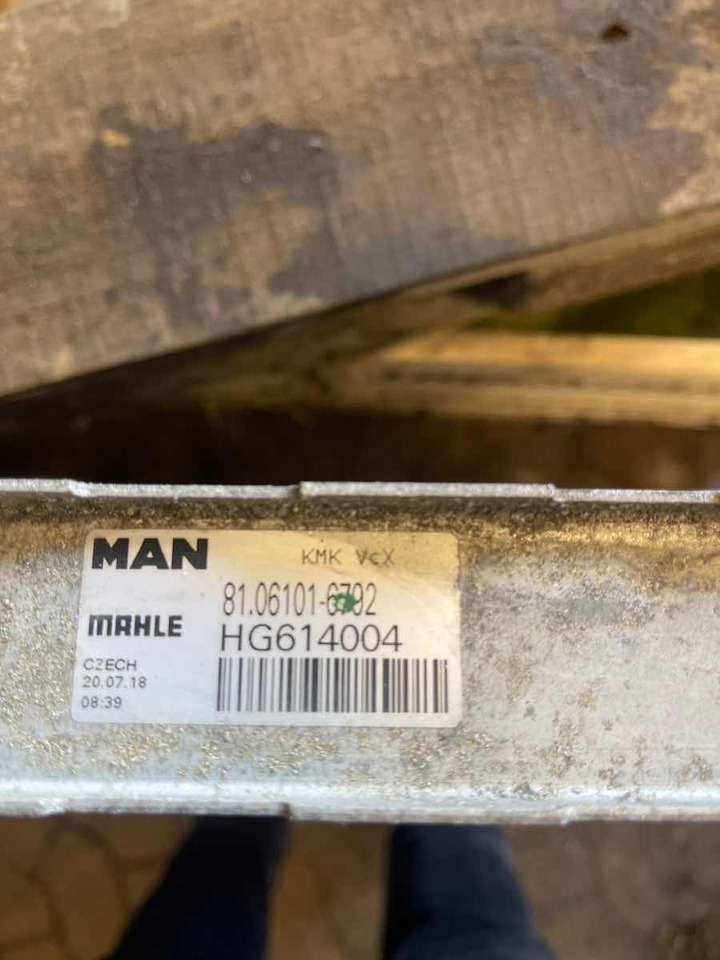 MAN KMK VcX
81.06101-6792
MAHLE
HG614004
CZECH
20.07.18
08:39